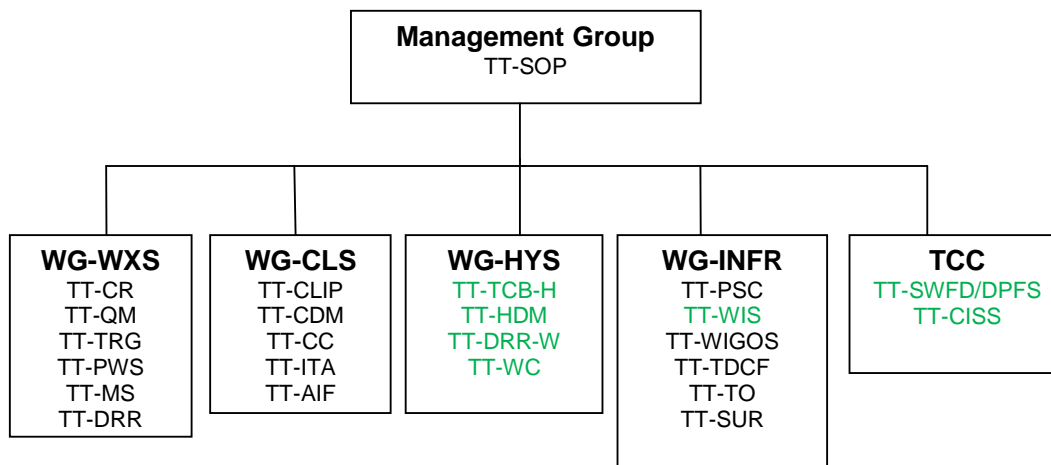 Management Group
TT-SOP
WG-WXS
TT-CR
TT-QM
TT-TRG
TT-PWS
TT-MS
TT-DRR
WG-CLS
TT-CLIP
TT-CDM
TT-CC
TT-ITA
TT-AIF
WG-HYS
TT-TCB-H
TT-HDM
TT-DRR-W
TT-WC
WG-INFR
TT-PSC
TT-WIS
TT-WIGOS
TT-TDCF
TT-TO
TT-SUR
TCC
TT-SWFD/DPFS
TT-CISS